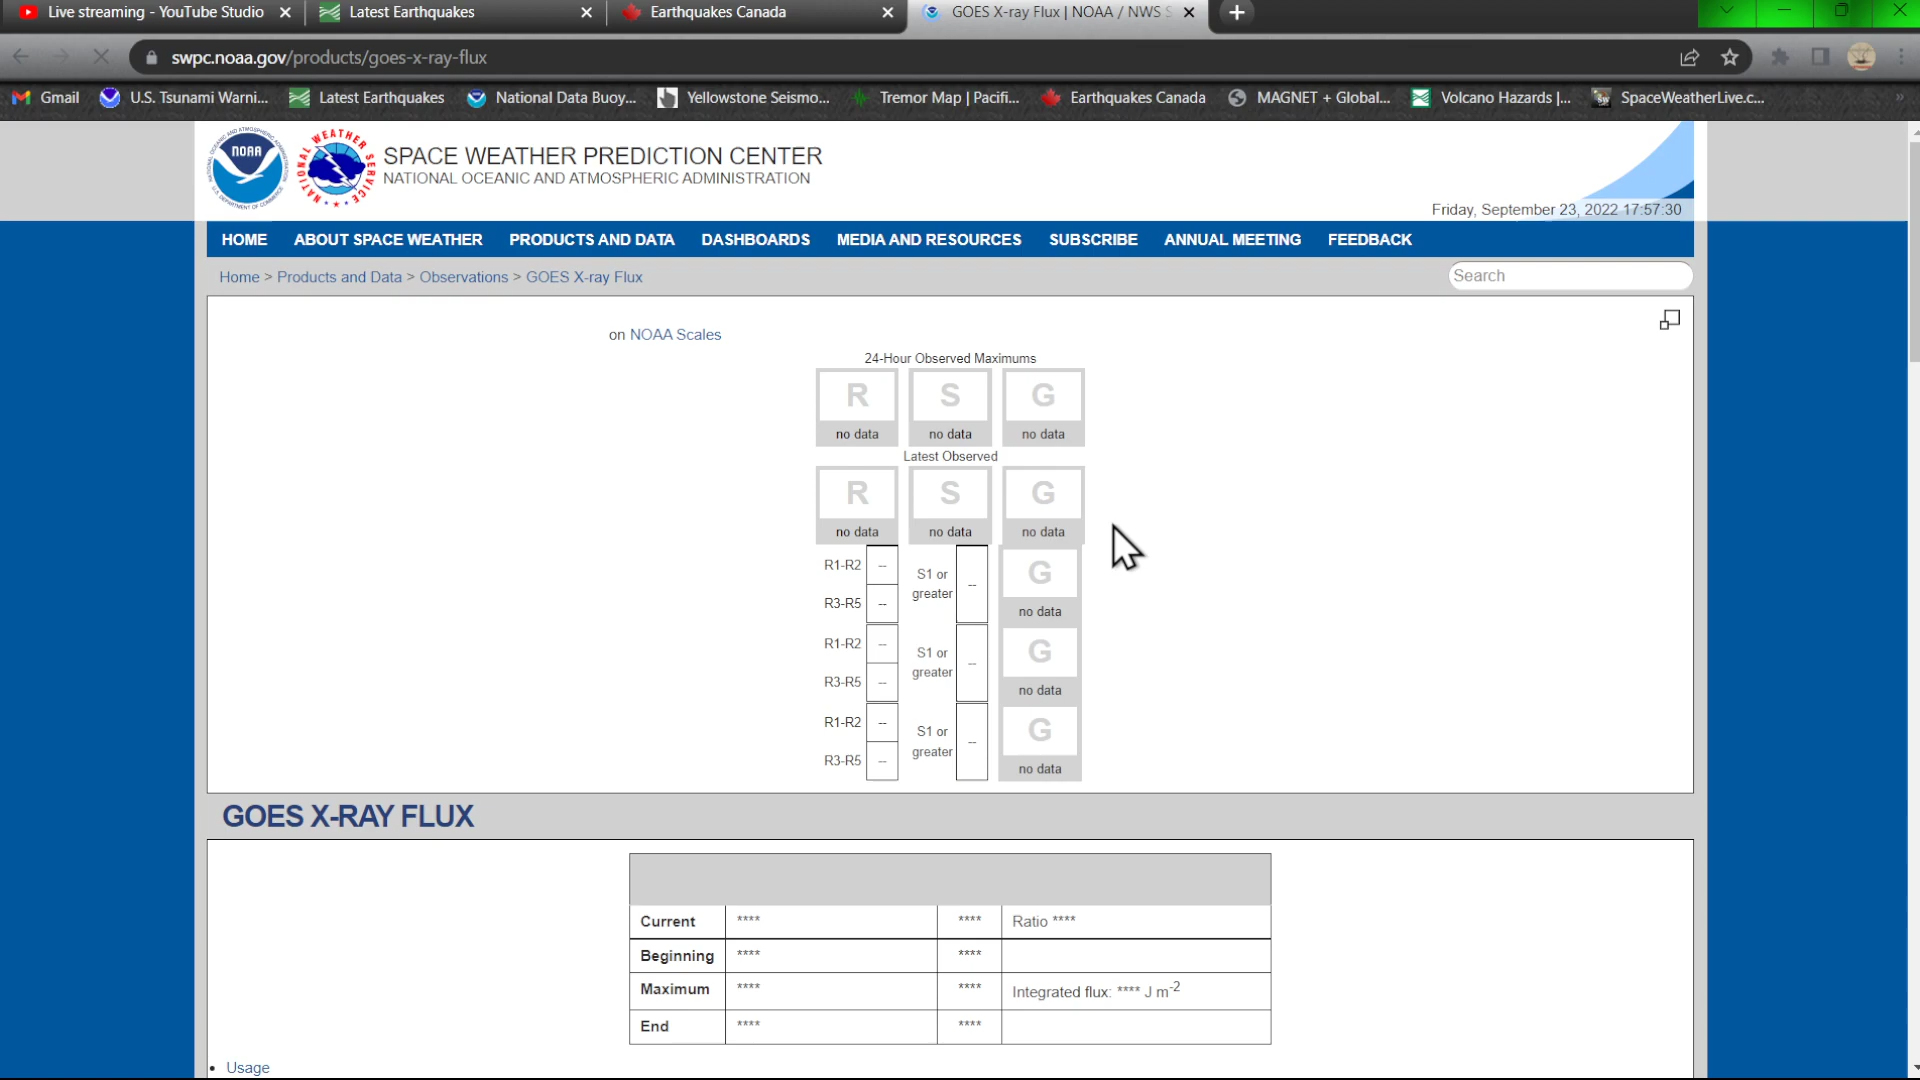 Live streaming - YouTube Studio
Latest Earthquakes
Earthquakes Canada
GOES X-ray Flux | NOAA / NWS S
swpc.noaa.gov/products/goes-x-ray-flux
Gmail
U.S. Tsunami Warni...
Latest Earthquakes
National Data Buoy...
Yellowstone Seismo...
Tremor Map | Pacifi...
Earthquakes Canada
MAGNET + Global...
Volcano Hazards |...
SpaceWeatherLive.c...
NOAA
NATIONAL WEATHER SERVICE
SPACE WEATHER PREDICTION CENTER
NATIONAL OCEANIC AND ATMOSPHERIC ADMINISTRATION
Friday, September 23, 2022 17:57:30
HOME ABOUT SPACE WEATHER PRODUCTS AND DATA DASHBOARDS MEDIA AND RESOURCES SUBSCRIBE ANNUAL MEETING FEEDBACK
Home > Products and Data > Observations > GOES X-ray Flux
Search
on NOAA Scales
24-Hour Observed Maximums
R S G
no data no data no data
Latest Observed
R S G
no data no data no data
R1-R2 -- S1 or greater -- G
R3-R5 -- no data
R1-R2 -- S1 or greater -- G
R3-R5 -- no data
R1-R2 -- S1 or greater -- G
R3-R5 -- no data
GOES X-RAY FLUX
Current **** **** Ratio ****
Beginning **** ****
Maximum **** **** Integrated flux: **** J m-2
End **** ****
• Usage